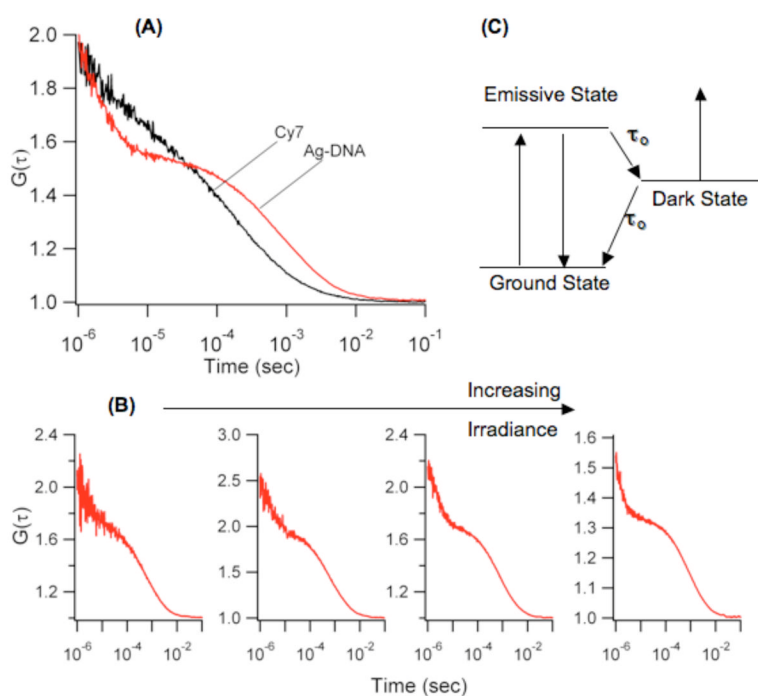 (A)
2.0
1.8
1.6
1.4
1.2
1.0
G(τ)
Cy7
Ag-DNA
10⁻⁶ 10⁻⁵ 10⁻⁴ 10⁻³ 10⁻² 10⁻¹
Time (sec)
(C)
Emissive State
τₒ
Dark State
τₒ
Ground State
(B)
Increasing
Irradiance
G(τ)
2.4
2.0
1.6
1.2
10⁻⁶ 10⁻⁴ 10⁻²
3.0
2.5
2.0
1.5
1.0
10⁻⁶ 10⁻⁴ 10⁻²
2.4
2.0
1.6
1.2
10⁻⁶ 10⁻⁴ 10⁻²
1.6
1.5
1.4
1.3
1.2
1.1
1.0
10⁻⁶ 10⁻⁴ 10⁻²
Time (sec)